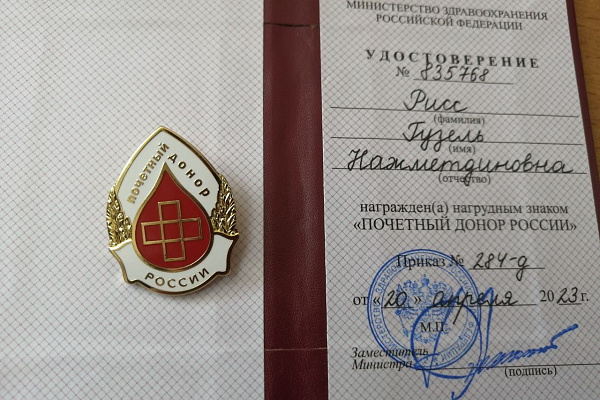 почетный донор
РОССИИ
МИНИСТЕРСТВО ЗДРАВООХРАНЕНИЯ
РОССИЙСКОЙ ФЕДЕРАЦИИ
УДОСТОВЕРЕНИЕ
№ 835768
Рисс
(фамилия)
Гузель
(имя)
Нажметдиновна
(отчество)
награжден(а) нагрудным знаком
«ПОЧЕТНЫЙ ДОНОР РОССИИ»
Приказ № 284-д
от «20» апреля 2023г.
М.П.
Заместитель
Министра
(подпись)